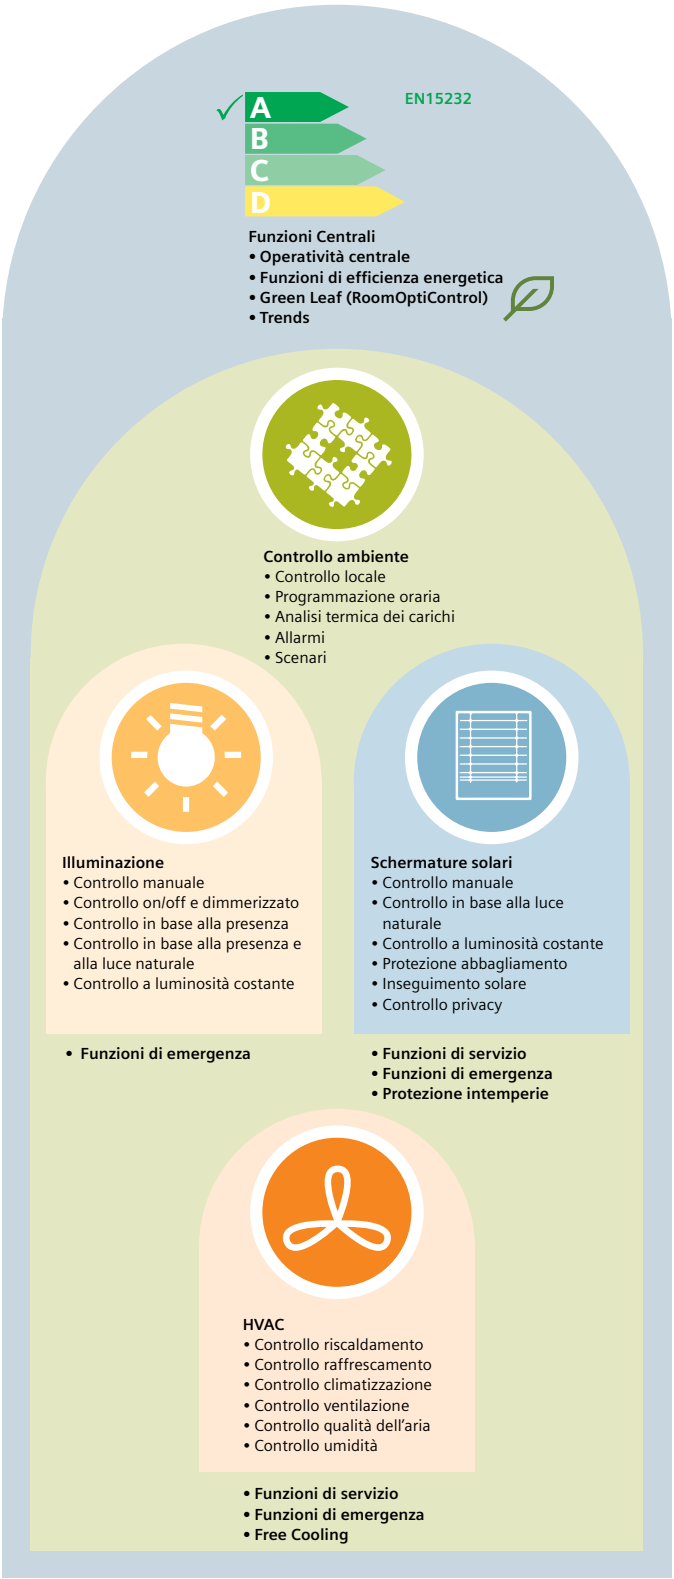 EN15232
A
B
C
D
Funzioni Centrali
• Operatività centrale
• Funzioni di efficienza energetica
• Green Leaf (RoomOptiControl)
• Trends
Controllo ambiente
• Controllo locale
• Programmazione oraria
• Analisi termica dei carichi
• Allarmi
• Scenari
Illuminazione
• Controllo manuale
• Controllo on/off e dimmerizzato
• Controllo in base alla presenza
• Controllo in base alla presenza e
alla luce naturale
• Controllo a luminosità costante
• Funzioni di emergenza
Schermature solari
• Controllo manuale
• Controllo in base alla luce
naturale
• Controllo a luminosità costante
• Protezione abbagliamento
• Inseguimento solare
• Controllo privacy
• Funzioni di servizio
• Funzioni di emergenza
• Protezione intemperie
HVAC
• Controllo riscaldamento
• Controllo raffrescamento
• Controllo climatizzazione
• Controllo ventilazione
• Controllo qualità dell’aria
• Controllo umidità
• Funzioni di servizio
• Funzioni di emergenza
• Free Cooling